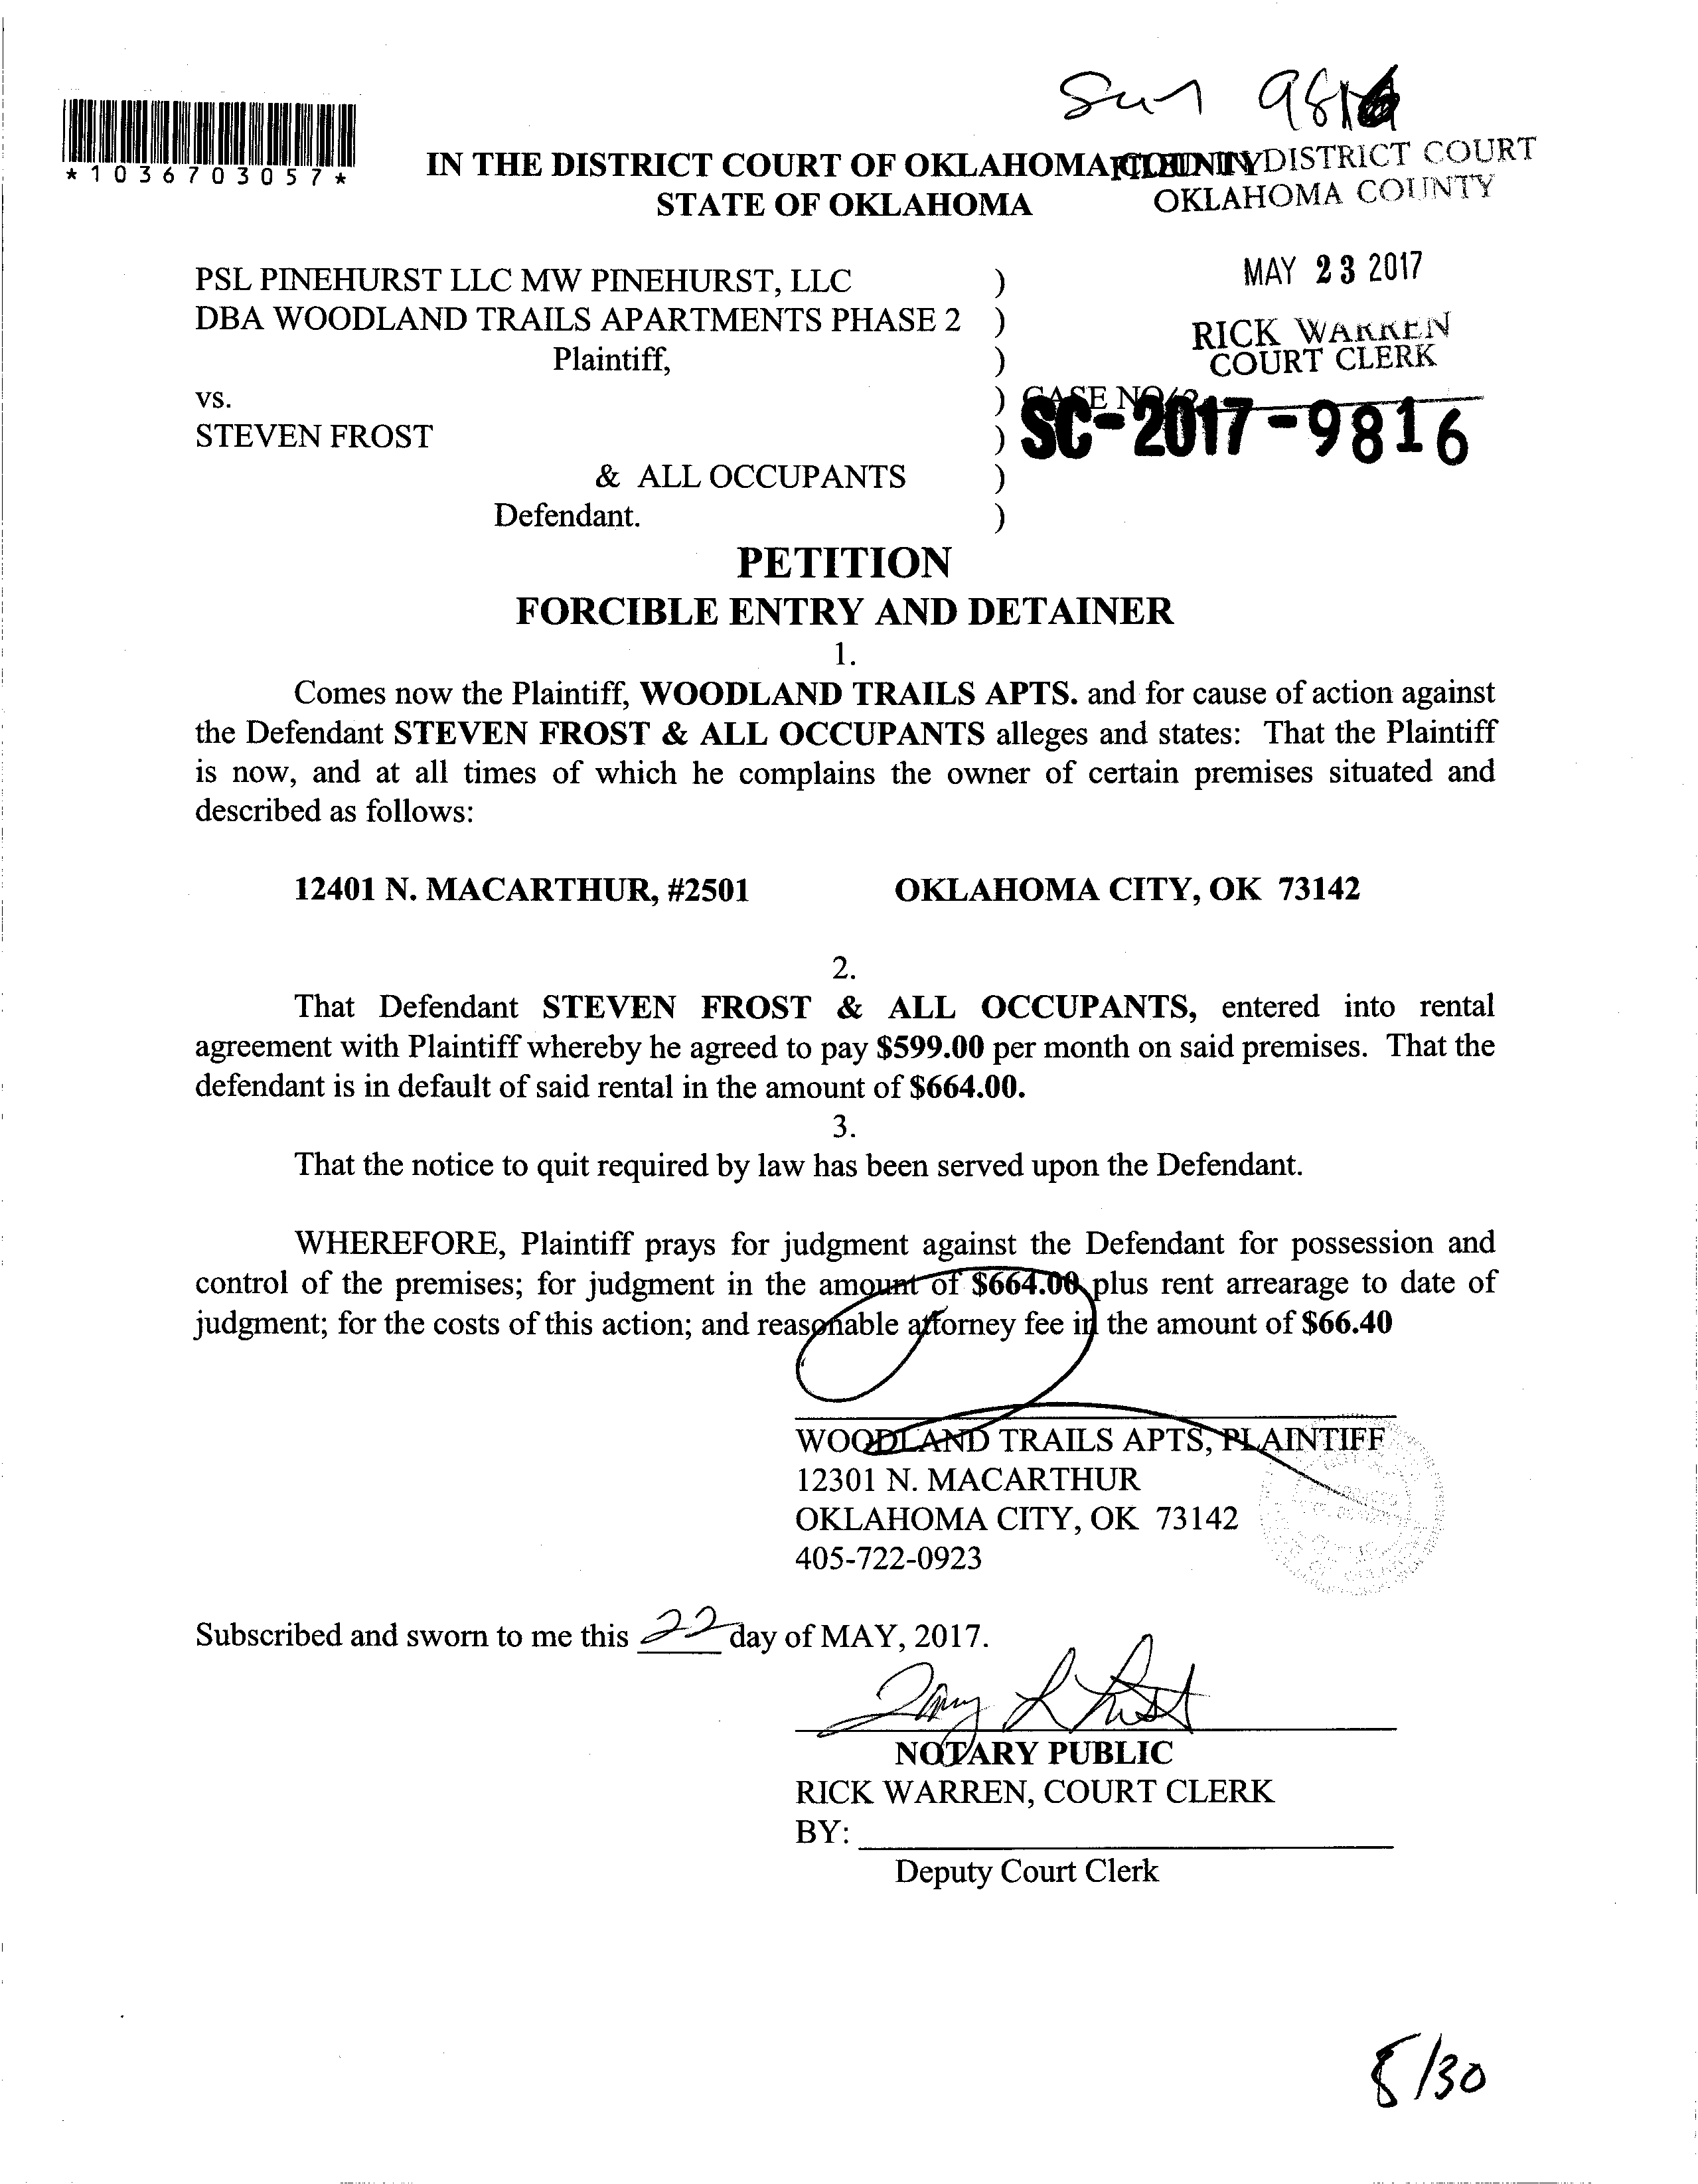 9816
*1036703057*
IN THE DISTRICT COURT OF OKLAHOMA COUNTY
STATE OF OKLAHOMA
FILED IN DISTRICT COURT
OKLAHOMA COUNTY
MAY 23 2017
RICK WARREN
COURT CLERK
PSL PINEHURST LLC MW PINEHURST, LLC )
DBA WOODLAND TRAILS APARTMENTS PHASE 2 )
Plaintiff, )
vs. ) CASE NO
SC-2017-9816
STEVEN FROST )
& ALL OCCUPANTS )
Defendant. )
PETITION
FORCIBLE ENTRY AND DETAINER
1.
Comes now the Plaintiff, WOODLAND TRAILS APTS. and for cause of action against
the Defendant STEVEN FROST & ALL OCCUPANTS alleges and states: That the Plaintiff
is now, and at all times of which he complains the owner of certain premises situated and
described as follows:
12401 N. MACARTHUR, #2501 OKLAHOMA CITY, OK 73142
2.
That Defendant STEVEN FROST & ALL OCCUPANTS, entered into rental
agreement with Plaintiff whereby he agreed to pay $599.00 per month on said premises. That the
defendant is in default of said rental in the amount of $664.00.
3.
That the notice to quit required by law has been served upon the Defendant.
WHEREFORE, Plaintiff prays for judgment against the Defendant for possession and
control of the premises; for judgment in the amount of $664.00 plus rent arrearage to date of
judgment; for the costs of this action; and reasonable attorney fee in the amount of $66.40
WOODLAND TRAILS APTS, PLAINTIFF
12301 N. MACARTHUR
OKLAHOMA CITY, OK 73142
405-722-0923
Subscribed and sworn to me this 22 day of MAY, 2017.
NOTARY PUBLIC
RICK WARREN, COURT CLERK
BY:
Deputy Court Clerk
8/30